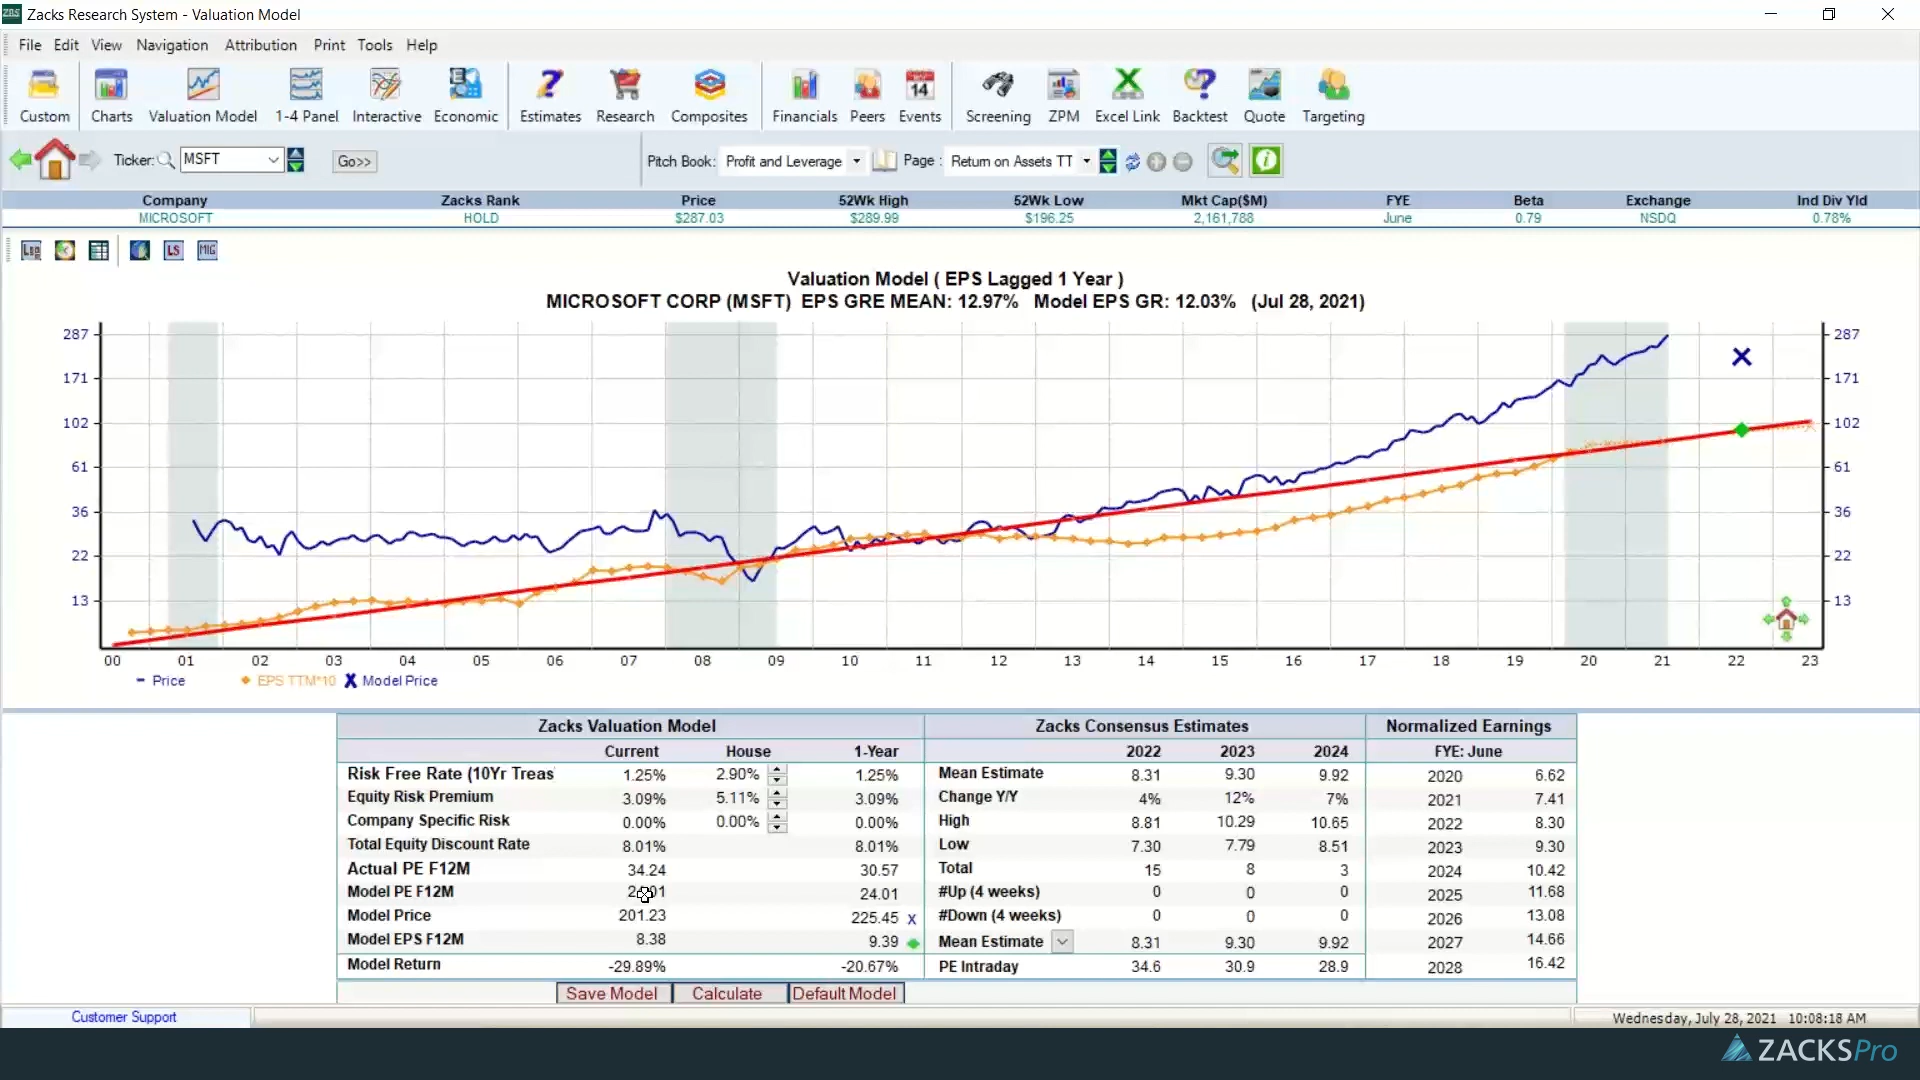 Zacks Research System - Valuation Model
File Edit View Navigation Attribution Print Tools Help
Custom Charts Valuation Model 1-4 Panel Interactive Economic Estimates Research Composites Financials Peers Events Screening ZPM Excel Link Backtest Quote Targeting
Ticker: MSFT Go>> Pitch Book: Profit and Leverage Page : Return on Assets TT
Company Zacks Rank Price 52Wk High 52Wk Low Mkt Cap($M) FYE Beta Exchange Ind Div Yld
MICROSOFT HOLD $287.03 $289.99 $196.25 2,161,788 June 0.79 NSDQ 0.78%
LS MIG
Valuation Model ( EPS Lagged 1 Year )
MICROSOFT CORP (MSFT) EPS GRE MEAN: 12.97% Model EPS GR: 12.03% (Jul 28, 2021)
287 287
171 171
102 102
61 61
36 36
22 22
13 13
00 01 02 03 04 05 06 07 08 09 10 11 12 13 14 15 16 17 18 19 20 21 22 23
Price EPS TTM*10 Model Price
Zacks Valuation Model Zacks Consensus Estimates Normalized Earnings
Current House 1-Year 2022 2023 2024 FYE: June
Risk Free Rate (10Yr Treas 1.25% 2.90% 1.25% Mean Estimate 8.31 9.30 9.92 2020 6.62
Equity Risk Premium 3.09% 5.11% 3.09% Change Y/Y 4% 12% 7% 2021 7.41
Company Specific Risk 0.00% 0.00% 0.00% High 8.81 10.29 10.65 2022 8.30
Total Equity Discount Rate 8.01% 8.01% Low 7.30 7.79 8.51 2023 9.30
Actual PE F12M 34.24 30.57 Total 15 8 3 2024 10.42
Model PE F12M 24.01 #Up (4 weeks) 0 0 0 2025 11.68
Model Price 201.23 225.45 X #Down (4 weeks) 0 0 0 2026 13.08
Model EPS F12M 8.38 9.39 Mean Estimate 8.31 9.30 9.92 2027 14.66
Model Return -29.89% -20.67% PE Intraday 34.6 30.9 28.9 2028 16.42
Save Model Calculate Default Model
Customer Support Wednesday, July 28, 2021 10:08:18 AM
ZACKSPro